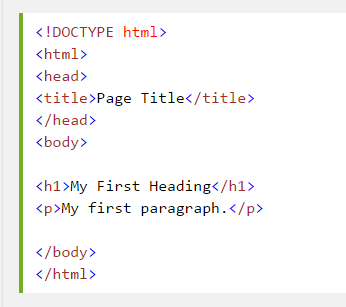 <!DOCTYPE html>
<html>
<head>
<title>Page Title</title>
</head>
<body>
<h1>My First Heading</h1>
<p>My first paragraph.</p>
</body>
</html>